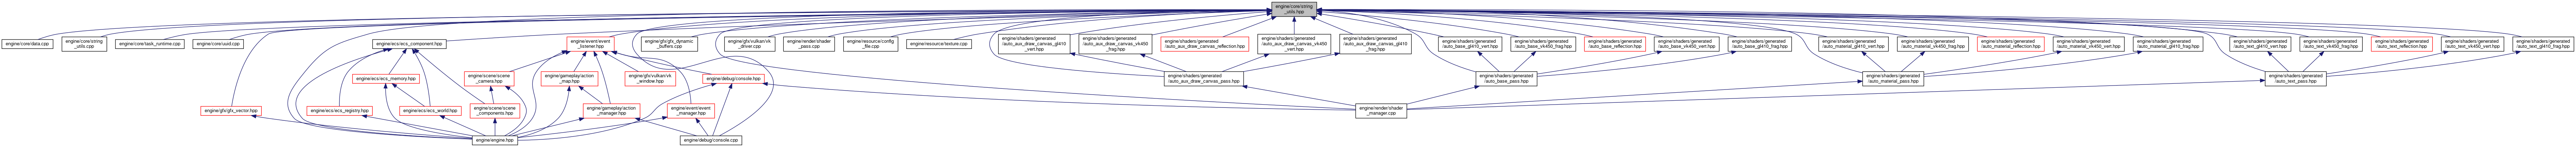 engine/core/string
_utils.hpp
engine/core/data.cpp
engine/core/string
_utils.cpp
engine/core/task_runtime.cpp
engine/core/uuid.cpp
engine/ecs/ecs_component.hpp
engine/event/event
_listener.hpp
engine/gfx/gfx_dynamic
_buffers.cpp
engine/gfx/vulkan/vk
_driver.cpp
engine/render/shader
_pass.cpp
engine/resource/config
_file.cpp
engine/resource/texture.cpp
engine/shaders/generated
/auto_aux_draw_canvas_gl410
_vert.hpp
engine/shaders/generated
/auto_aux_draw_canvas_vk450
_frag.hpp
engine/shaders/generated
/auto_aux_draw_canvas_reflection.hpp
engine/shaders/generated
/auto_aux_draw_canvas_vk450
_vert.hpp
engine/shaders/generated
/auto_aux_draw_canvas_gl410
_frag.hpp
engine/shaders/generated
/auto_base_gl410_vert.hpp
engine/shaders/generated
/auto_base_vk450_frag.hpp
engine/shaders/generated
/auto_base_reflection.hpp
engine/shaders/generated
/auto_base_vk450_vert.hpp
engine/shaders/generated
/auto_base_gl410_frag.hpp
engine/shaders/generated
/auto_material_gl410_vert.hpp
engine/shaders/generated
/auto_material_vk450_frag.hpp
engine/shaders/generated
/auto_material_reflection.hpp
engine/shaders/generated
/auto_material_vk450_vert.hpp
engine/shaders/generated
/auto_material_gl410_frag.hpp
engine/shaders/generated
/auto_text_gl410_vert.hpp
engine/shaders/generated
/auto_text_vk450_frag.hpp
engine/shaders/generated
/auto_text_reflection.hpp
engine/shaders/generated
/auto_text_vk450_vert.hpp
engine/shaders/generated
/auto_text_gl410_frag.hpp
engine/ecs/ecs_memory.hpp
engine/scene/scene
_camera.hpp
engine/gameplay/action
_map.hpp
engine/gfx/vulkan/vk
_window.hpp
engine/debug/console.hpp
engine/shaders/generated
/auto_aux_draw_canvas_pass.hpp
engine/shaders/generated
/auto_base_pass.hpp
engine/shaders/generated
/auto_material_pass.hpp
engine/shaders/generated
/auto_text_pass.hpp
engine/gfx/gfx_vector.hpp
engine/ecs/ecs_registry.hpp
engine/ecs/ecs_world.hpp
engine/scene/scene
_components.hpp
engine/gameplay/action
_manager.hpp
engine/event/event
_manager.hpp
engine/render/shader
_manager.cpp
engine/engine.hpp
engine/debug/console.cpp